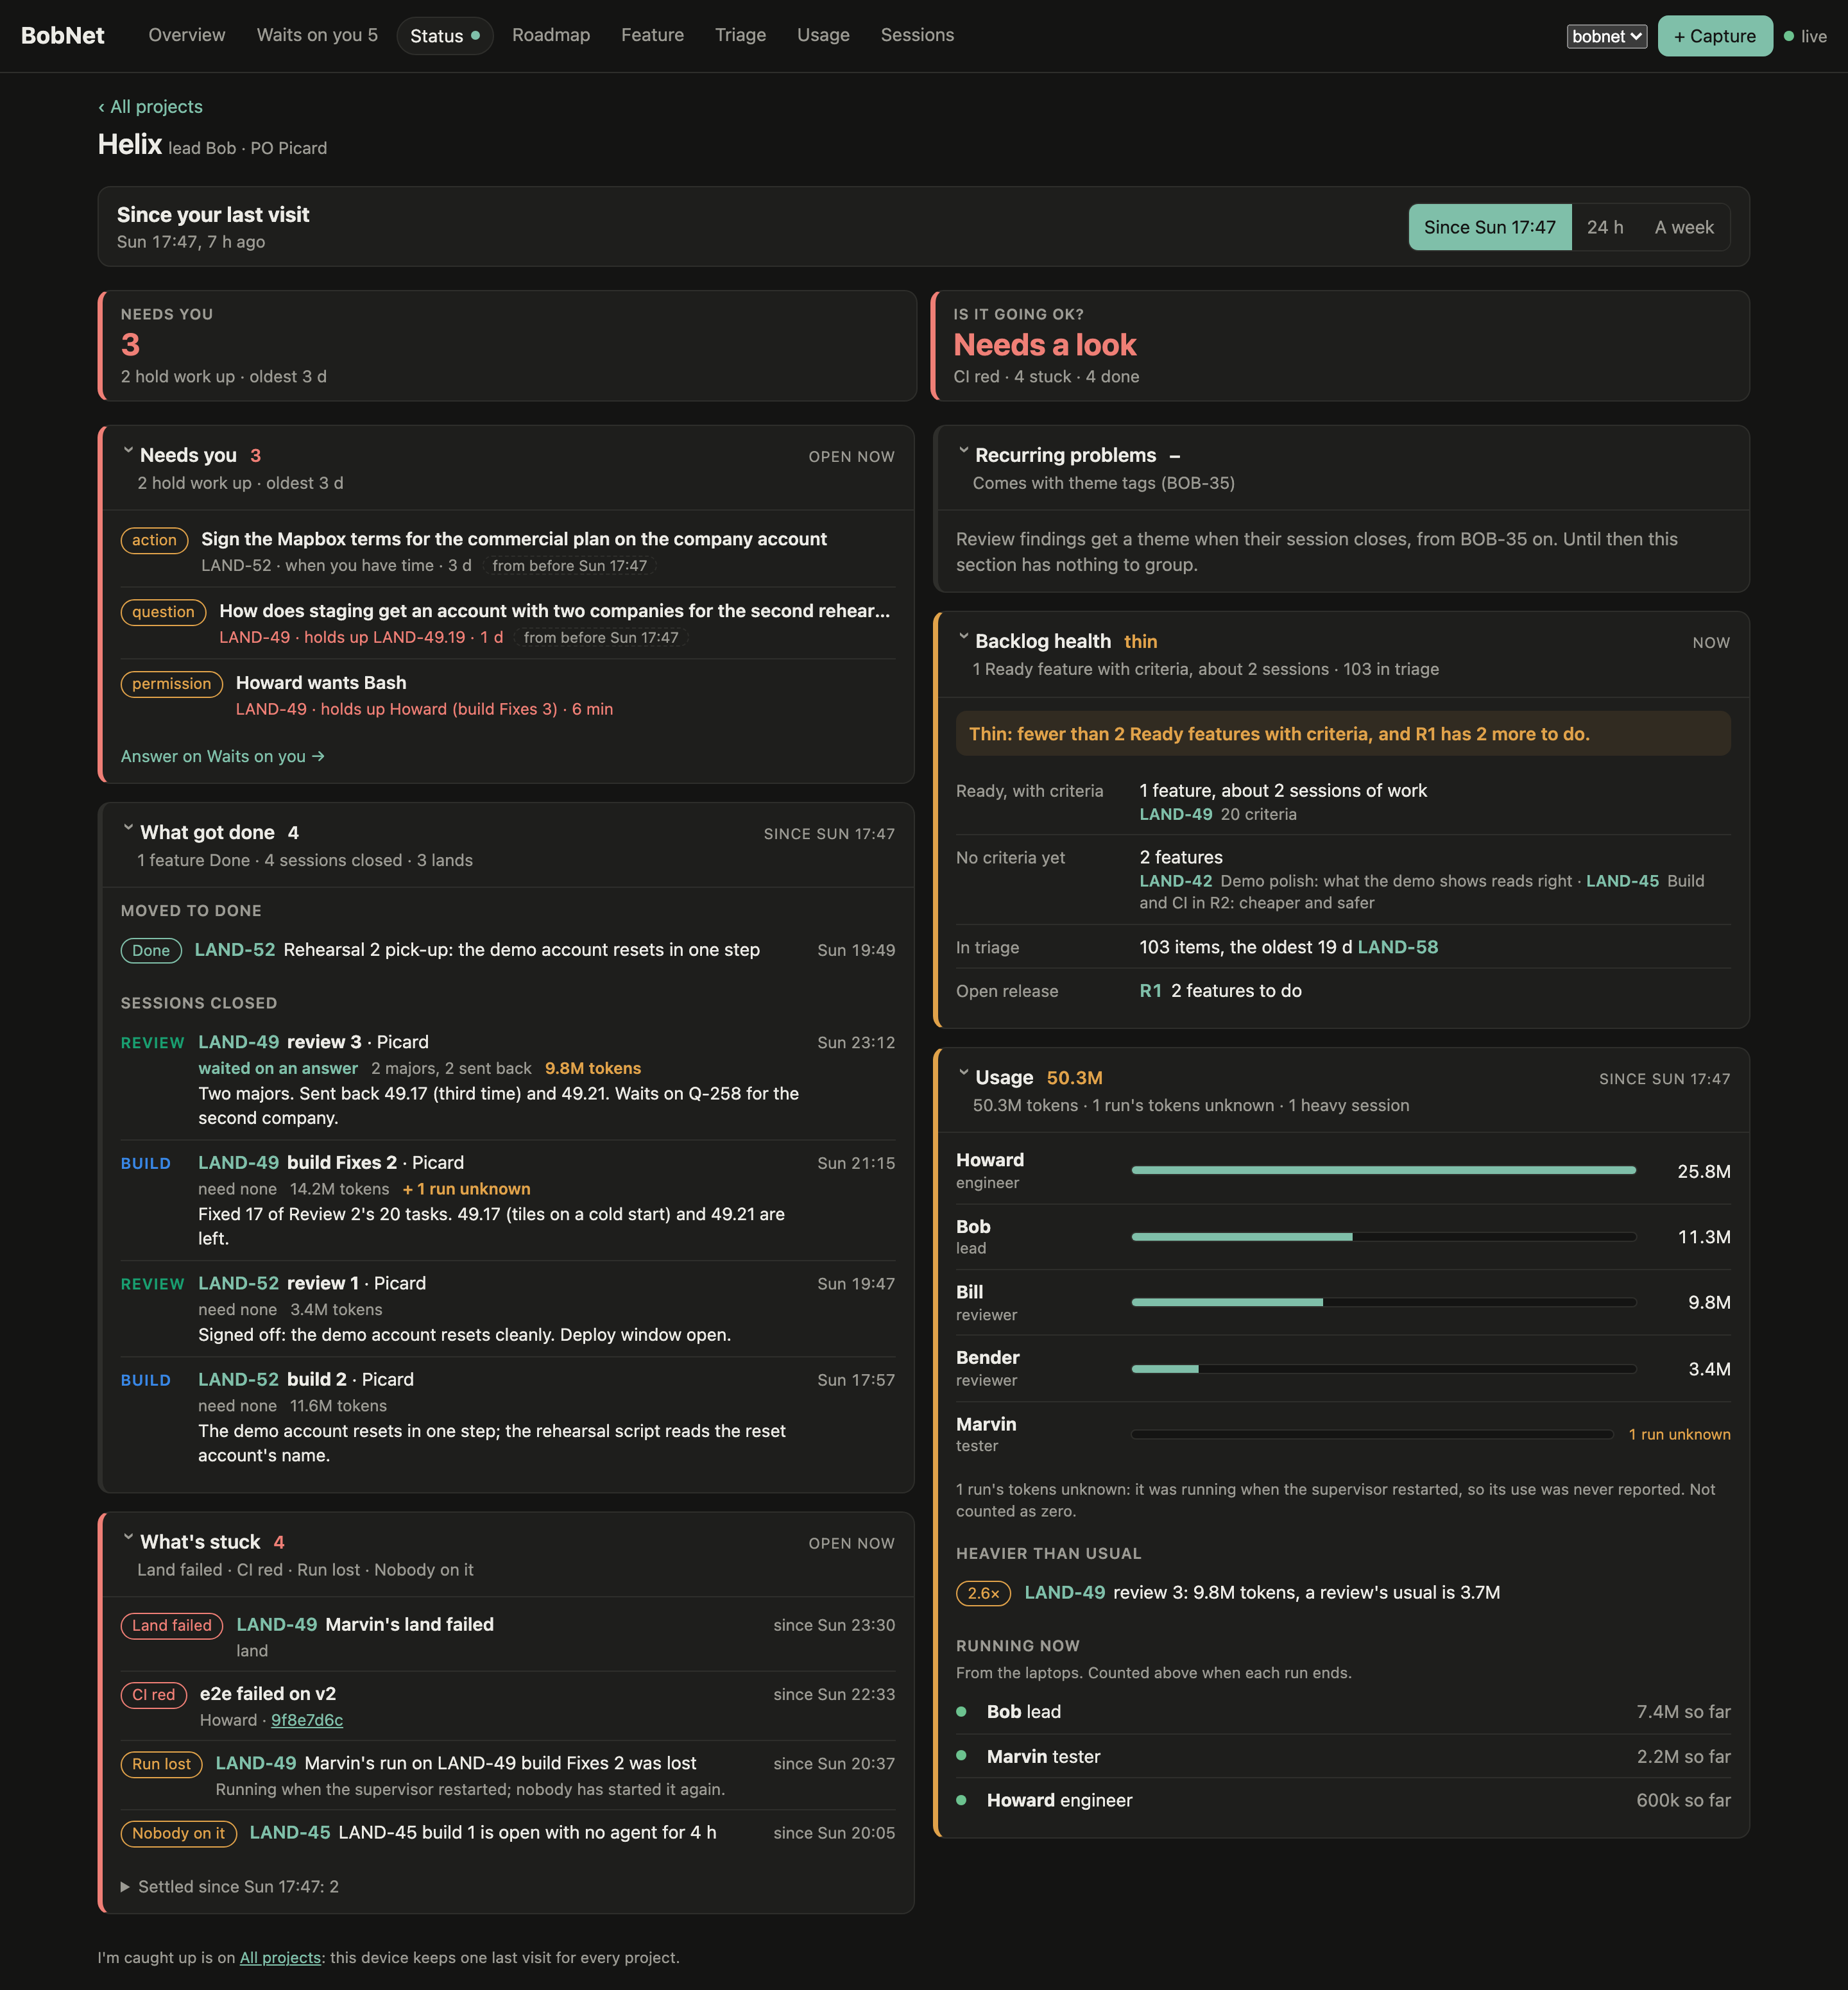 BobNet
Overview
Waits on you 5
Status
Roadmap
Feature
Triage
Usage
Sessions
bobnet
+ Capture
live
‹ All projects
Helix lead Bob · PO Picard
Since your last visit
Sun 17:47, 7 h ago
Since Sun 17:47
24 h
A week
NEEDS YOU
3
2 hold work up · oldest 3 d
IS IT GOING OK?
Needs a look
CI red · 4 stuck · 4 done
Needs you 3
OPEN NOW
2 hold work up · oldest 3 d
action
Sign the Mapbox terms for the commercial plan on the company account
LAND-52 · when you have time · 3 d from before Sun 17:47
question
How does staging get an account with two companies for the second rehear...
LAND-49 · holds up LAND-49.19 · 1 d from before Sun 17:47
permission
Howard wants Bash
LAND-49 · holds up Howard (build Fixes 3) · 6 min
Answer on Waits on you →
What got done 4
SINCE SUN 17:47
1 feature Done · 4 sessions closed · 3 lands
MOVED TO DONE
Done
LAND-52 Rehearsal 2 pick-up: the demo account resets in one step
Sun 19:49
SESSIONS CLOSED
REVIEW
LAND-49 review 3 · Picard
Sun 23:12
waited on an answer 2 majors, 2 sent back 9.8M tokens
Two majors. Sent back 49.17 (third time) and 49.21. Waits on Q-258 for the
second company.
BUILD
LAND-49 build Fixes 2 · Picard
Sun 21:15
need none 14.2M tokens + 1 run unknown
Fixed 17 of Review 2's 20 tasks. 49.17 (tiles on a cold start) and 49.21 are
left.
REVIEW
LAND-52 review 1 · Picard
Sun 19:47
need none 3.4M tokens
Signed off: the demo account resets cleanly. Deploy window open.
BUILD
LAND-52 build 2 · Picard
Sun 17:57
need none 11.6M tokens
The demo account resets in one step; the rehearsal script reads the reset
account's name.
What's stuck 4
OPEN NOW
Land failed · CI red · Run lost · Nobody on it
Land failed
LAND-49 Marvin's land failed
since Sun 23:30
land
CI red
e2e failed on v2
since Sun 22:33
Howard · 9f8e7d6c
Run lost
LAND-49 Marvin's run on LAND-49 build Fixes 2 was lost
since Sun 20:37
Running when the supervisor restarted; nobody has started it again.
Nobody on it
LAND-45 LAND-45 build 1 is open with no agent for 4 h
since Sun 20:05
Settled since Sun 17:47: 2
Recurring problems –
Comes with theme tags (BOB-35)
Review findings get a theme when their session closes, from BOB-35 on. Until then this
section has nothing to group.
Backlog health thin
NOW
1 Ready feature with criteria, about 2 sessions · 103 in triage
Thin: fewer than 2 Ready features with criteria, and R1 has 2 more to do.
Ready, with criteria
1 feature, about 2 sessions of work
LAND-49 20 criteria
No criteria yet
2 features
LAND-42 Demo polish: what the demo shows reads right · LAND-45 Build
and CI in R2: cheaper and safer
In triage
103 items, the oldest 19 d LAND-58
Open release
R1 2 features to do
Usage 50.3M
SINCE SUN 17:47
50.3M tokens · 1 run's tokens unknown · 1 heavy session
Howard
engineer
25.8M
Bob
lead
11.3M
Bill
reviewer
9.8M
Bender
reviewer
3.4M
Marvin
tester
1 run unknown
1 run's tokens unknown: it was running when the supervisor restarted, so its use was never reported. Not
counted as zero.
HEAVIER THAN USUAL
2.6×
LAND-49 review 3: 9.8M tokens, a review's usual is 3.7M
RUNNING NOW
From the laptops. Counted above when each run ends.
Bob lead
7.4M so far
Marvin tester
2.2M so far
Howard engineer
600k so far
I'm caught up is on All projects: this device keeps one last visit for every project.